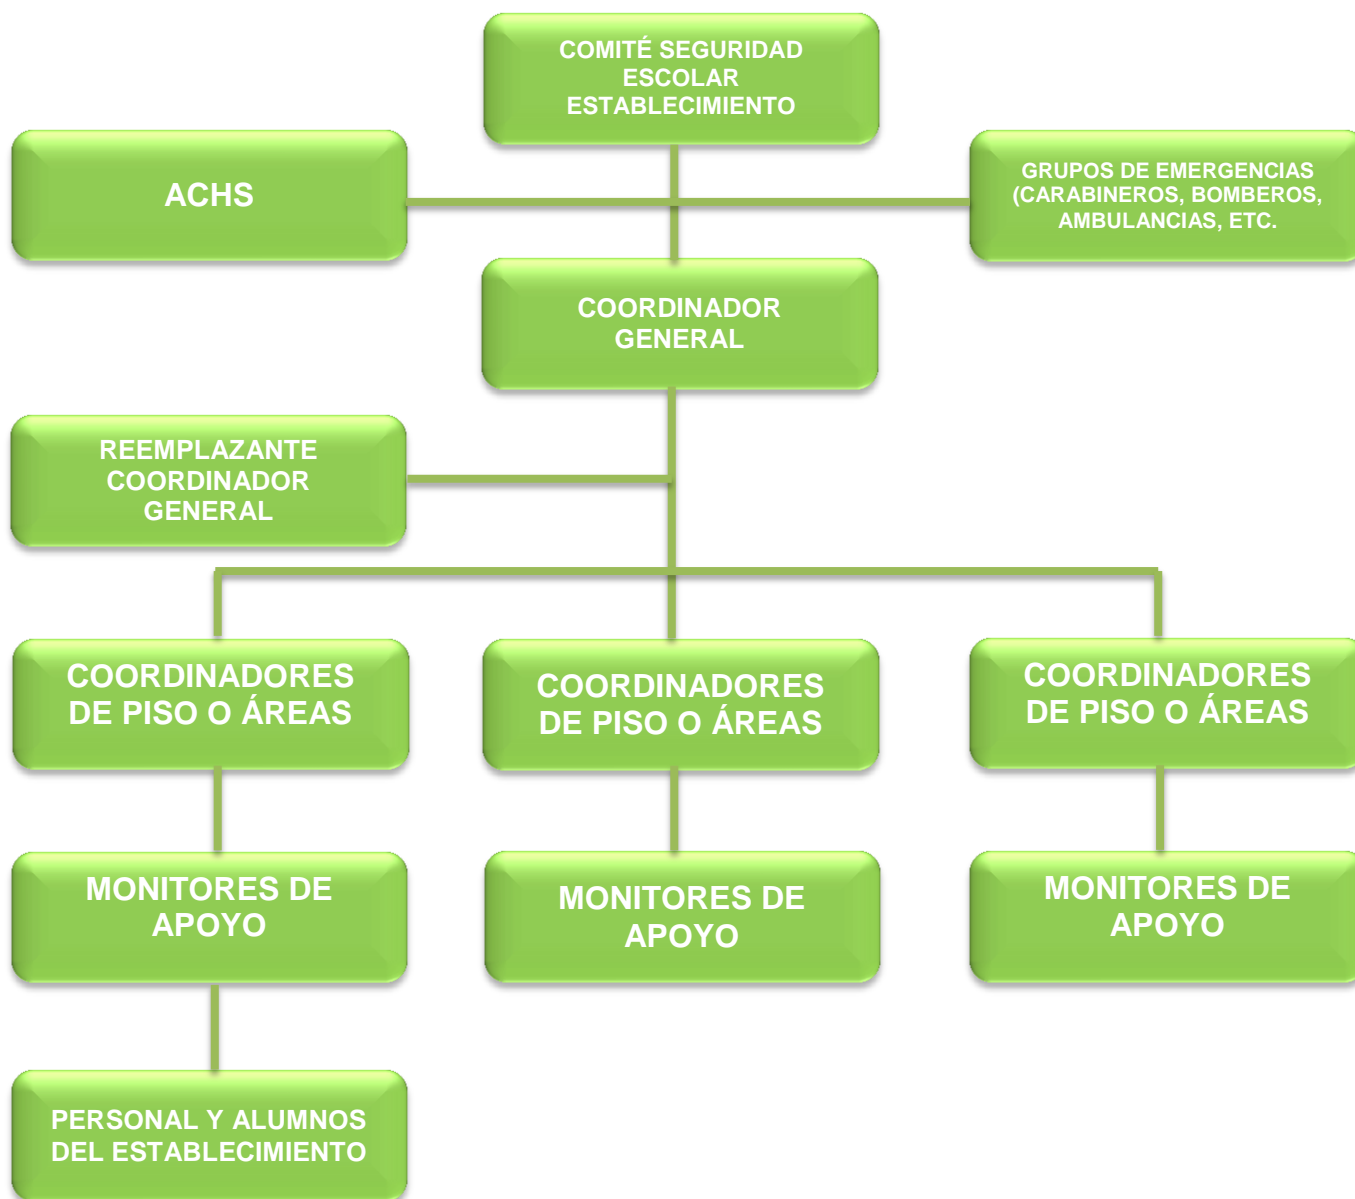 COMITÉ SEGURIDAD
ESCOLAR
ESTABLECIMIENTO
ACHS
GRUPOS DE EMERGENCIAS
(CARABINEROS, BOMBEROS,
AMBULANCIAS, ETC.
COORDINADOR
GENERAL
REEMPLAZANTE
COORDINADOR
GENERAL
COORDINADORES
DE PISO O ÁREAS
COORDINADORES
DE PISO O ÁREAS
COORDINADORES
DE PISO O ÁREAS
MONITORES DE
APOYO
MONITORES DE
APOYO
MONITORES DE
APOYO
PERSONAL Y ALUMNOS
DEL ESTABLECIMIENTO